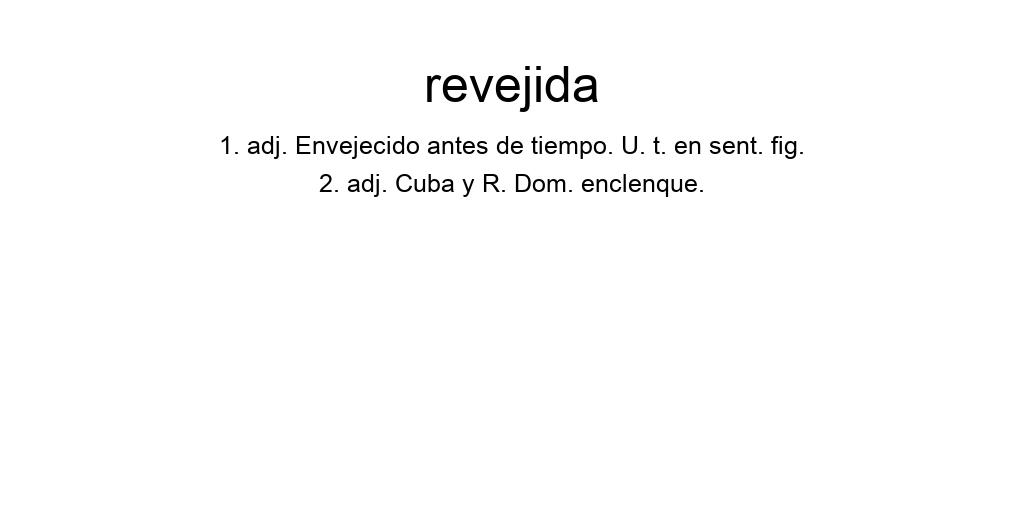 revejida
1. adj. Envejecido antes de tiempo. U. t. en sent. fig.
2. adj. Cuba y R. Dom. enclenque.